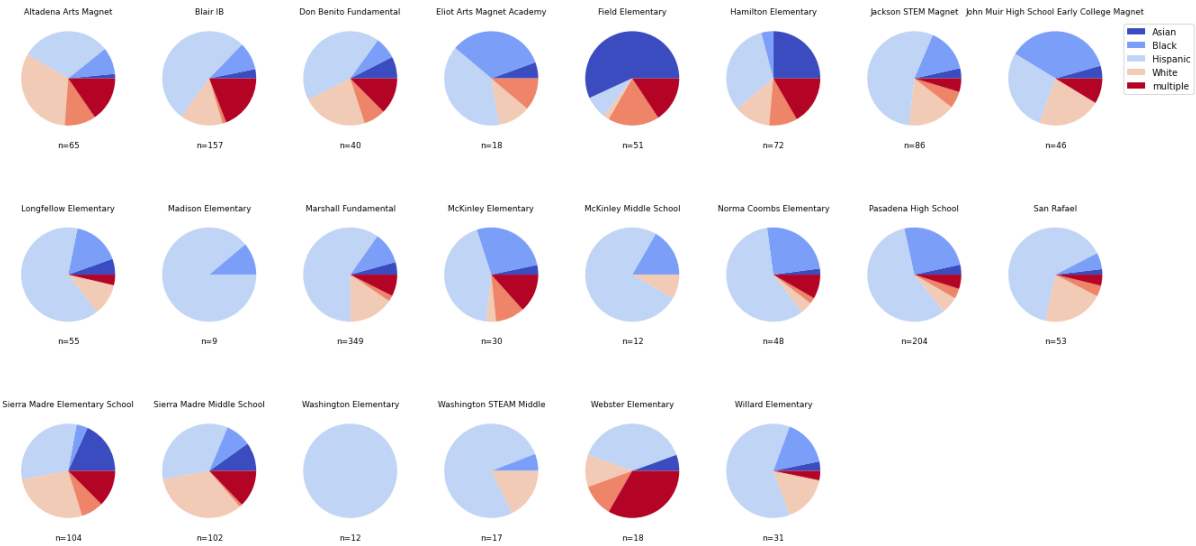 Altadena Arts Magnet
Blair IB
Don Benito Fundamental
Eliot Arts Magnet Academy
Field Elementary
Hamilton Elementary
Jackson STEM Magnet
John Muir High School Early College Magnet
Asian
Black
Hispanic
White
multiple
n=65
n=157
n=40
n=18
n=51
n=72
n=86
n=46
Longfellow Elementary
Madison Elementary
Marshall Fundamental
McKinley Elementary
McKinley Middle School
Norma Coombs Elementary
Pasadena High School
San Rafael
n=55
n=9
n=349
n=30
n=12
n=48
n=204
n=53
Sierra Madre Elementary School
Sierra Madre Middle School
Washington Elementary
Washington STEAM Middle
Webster Elementary
Willard Elementary
n=104
n=102
n=12
n=17
n=18
n=31